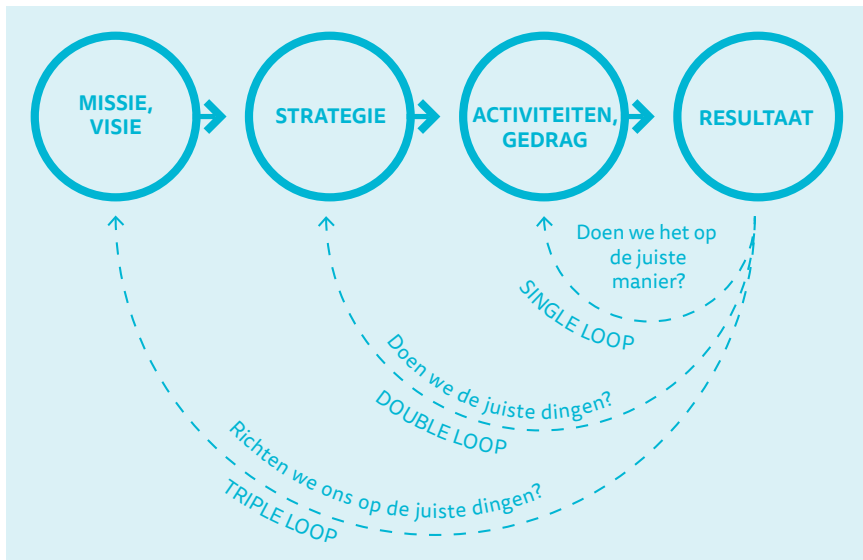 MISSIE,
VISIE
STRATEGIE
ACTIVITEITEN,
GEDRAG
RESULTAAT
Doen we het op
de juiste
manier?
SINGLE LOOP
Doen we de juiste dingen?
DOUBLE LOOP
Richten we ons op de juiste dingen?
TRIPLE LOOP